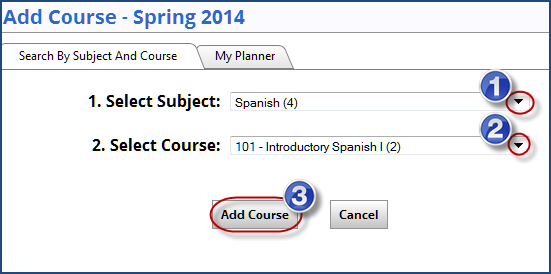 Add Course - Spring 2014
Search By Subject And Course My Planner
1. Select Subject: Spanish (4) 1
2. Select Course: 101 - Introductory Spanish I (2) 2
Add Course 3 Cancel